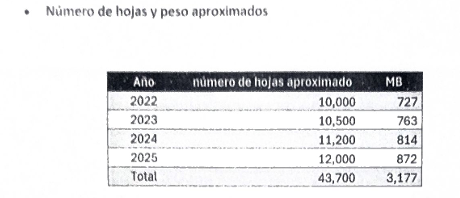 • Número de hojas y peso aproximados
Año número de hojas aproximado MB
2022 10,000 727
2023 10,500 763
2024 11,200 814
2025 12,000 872
Total 43,700 3,177